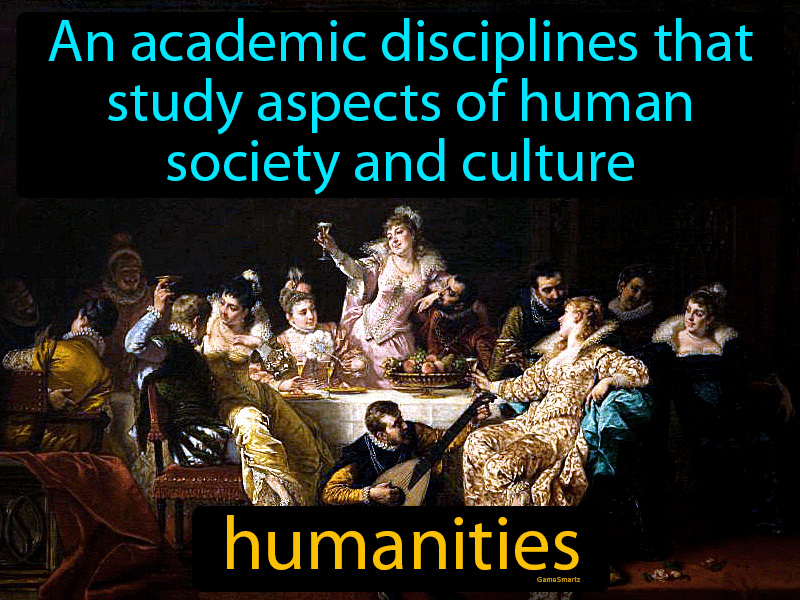 An academic disciplines that
study aspects of human
society and culture
humanities
GameSmartz